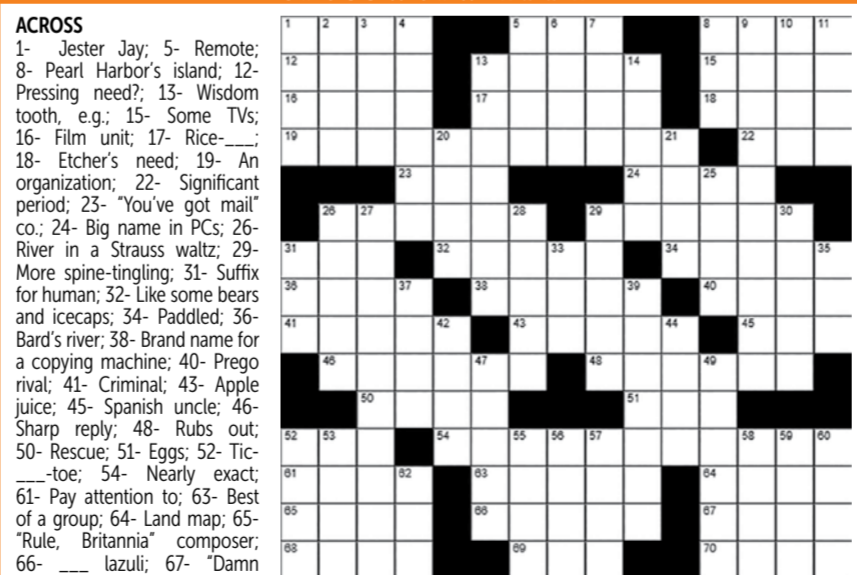 ACROSS
1- Jester Jay; 5- Remote;
8- Pearl Harbor's island; 12-
Pressing need?; 13- Wisdom
tooth, e.g.; 15- Some TVs;
16- Film unit; 17- Rice-___;
18- Etcher's need; 19- An
organization; 22- Significant
period; 23- "You've got mail"
co.; 24- Big name in PCs; 26-
River in a Strauss waltz; 29-
More spine-tingling; 31- Suffix
for human; 32- Like some bears
and icecaps; 34- Paddled; 36-
Bard's river; 38- Brand name for
a copying machine; 40- Prego
rival; 41- Criminal; 43- Apple
juice; 45- Spanish uncle; 46-
Sharp reply; 48- Rubs out;
50- Rescue; 51- Eggs; 52- Tic-
___-toe; 54- Nearly exact;
61- Pay attention to; 63- Best
of a group; 64- Land map; 65-
"Rule, Britannia" composer;
66- ___ lazuli; 67- "Damn
1 2 3 4 5 6 7 8 9 10 11
12 13 14 15
16 17 18
19 20 21 22
23 24 25
26 27 28 29 30
31 32 33 34 35
36 37 38 39 40
41 42 43 44 45
46 47 48 49
50 51
52 53 54 55 56 57 58 59 60
61 62 63 64
65 66 67
68 69 70